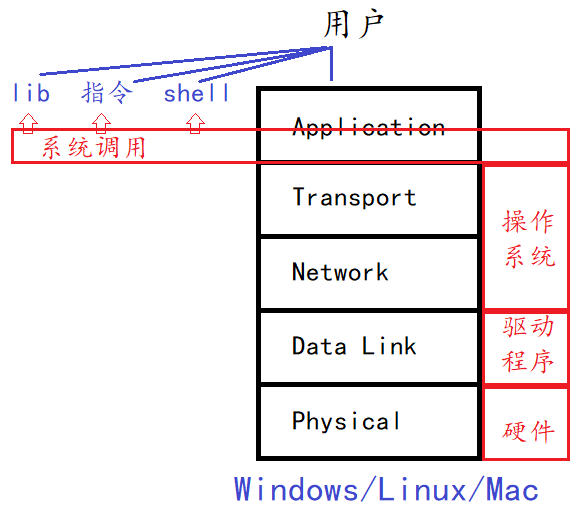 用户
lib 指令 shell
Application
系统调用
Transport
操作
系统
Network
驱动
程序
Data Link
Physical
硬件
Windows/Linux/Mac